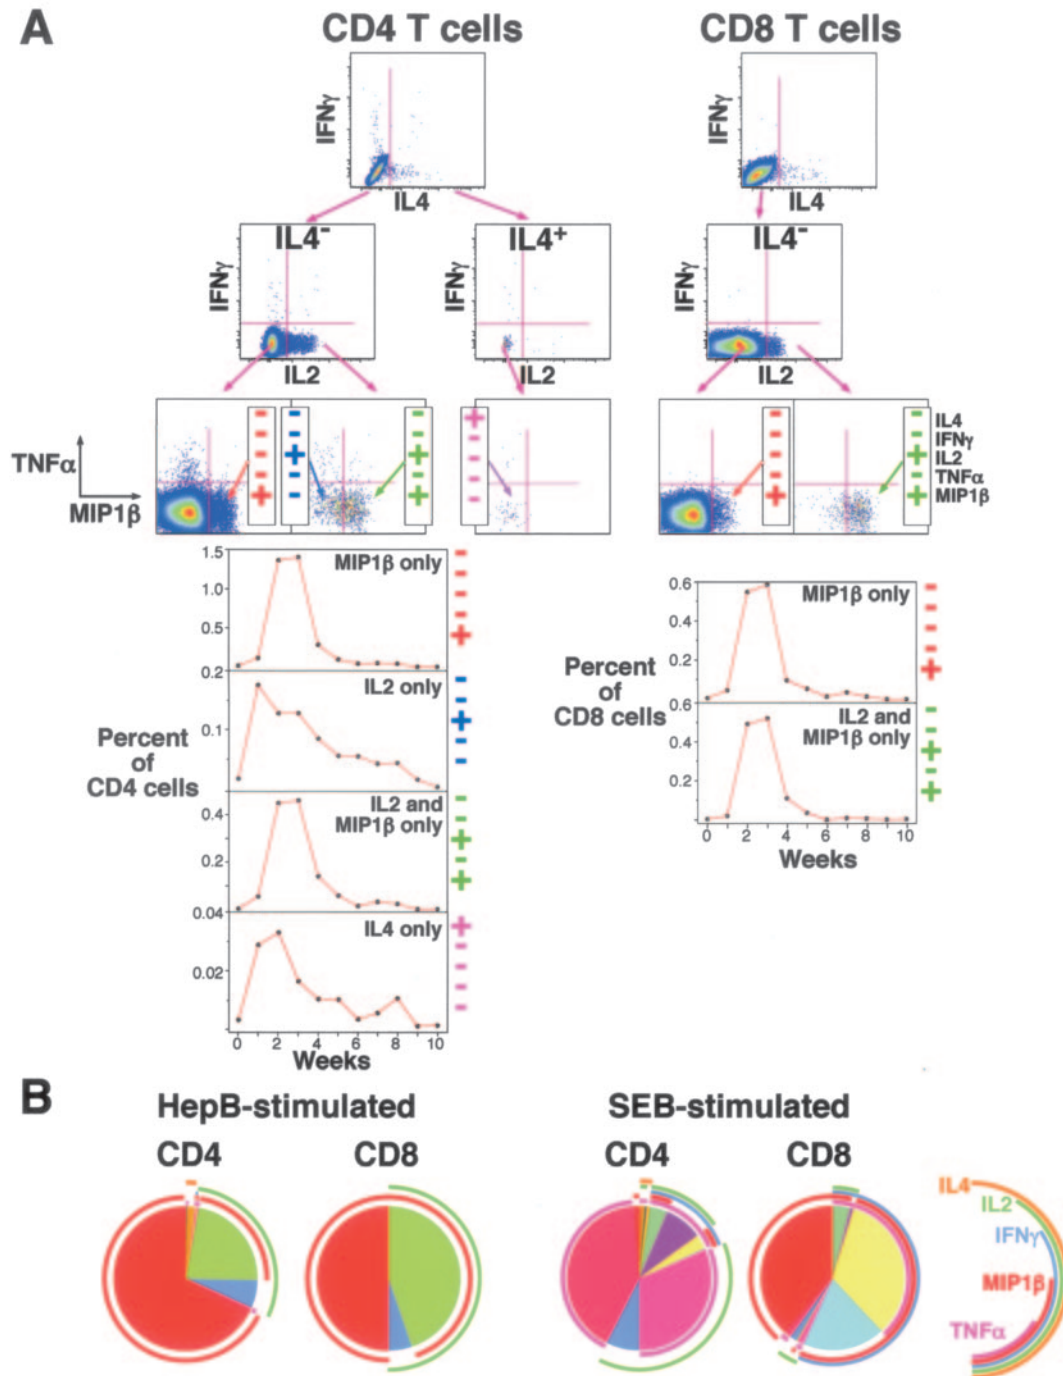 A
CD4 T cells
CD8 T cells
IFNγ
IL4
IFNγ
IL4
IL4-
IL4+
IL4-
IFNγ
IL2
IFNγ
IL2
IFNγ
IL2
TNFα
MIP1β
-
-
-
-
+
-
-
+
-
-
-
-
+
-
+
+
-
-
-
-
-
-
-
-
+
- IL4
- IFNγ
+ IL2
- TNFα
+ MIP1β
Percent
of
CD4 cells
1.5
1.0
0.5
MIP1β only
-
-
-
-
+
0.2
0.1
IL2 only
-
-
+
-
-
0.4
0.2
IL2 and
MIP1β only
-
-
+
-
+
0.04
0.02
IL4 only
+
-
-
-
-
0 2 4 6 8 10
Weeks
Percent
of
CD8 cells
0.6
0.4
0.2
MIP1β only
-
-
-
-
+
0.6
0.4
0.2
IL2 and
MIP1β only
-
-
+
-
+
0 2 4 6 8 10
Weeks
B
HepB-stimulated
SEB-stimulated
CD4
CD8
CD4
CD8
IL4
IL2
IFNγ
MIP1β
TNFα